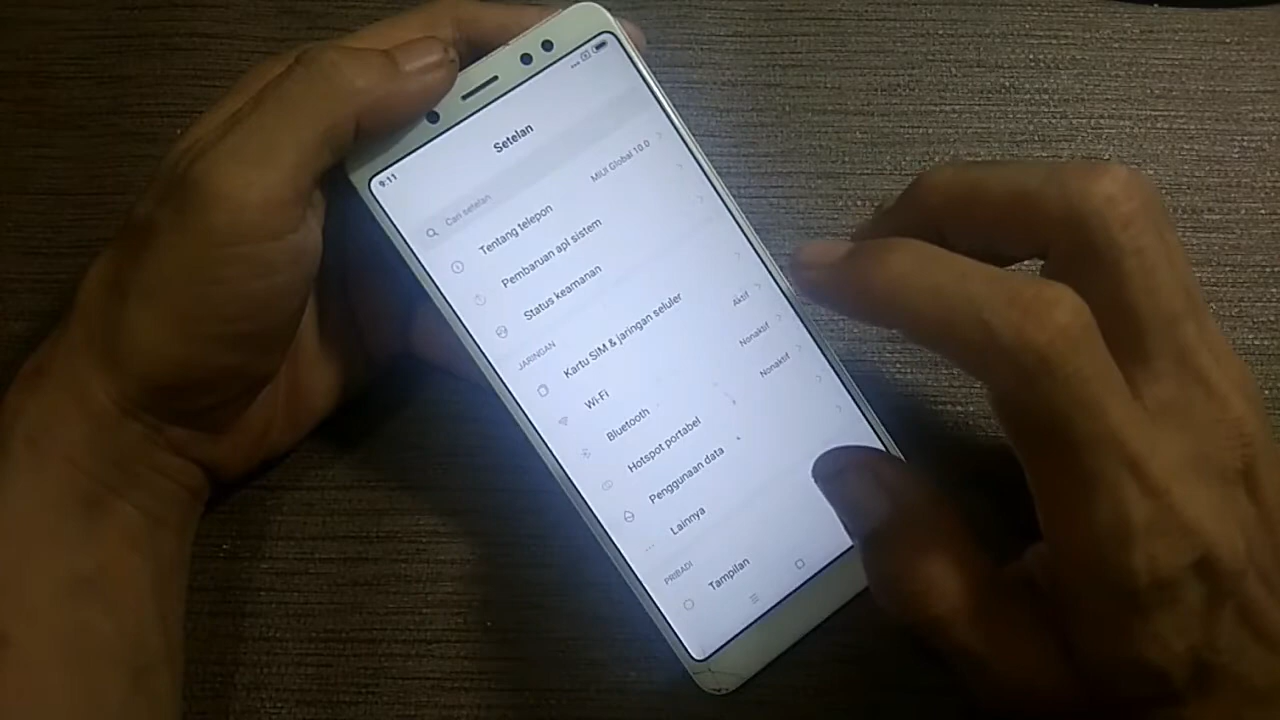 9:11
Setelan
Cari setelan
Tentang telepon MIUI Global 10.0
Pembaruan apl sistem
Status keamanan
JARINGAN
Kartu SIM & jaringan seluler
Wi-Fi Aktif
Bluetooth Nonaktif
Hotspot portabel Nonaktif
Penggunaan data
Lainnya
PRIBADI
Tampilan